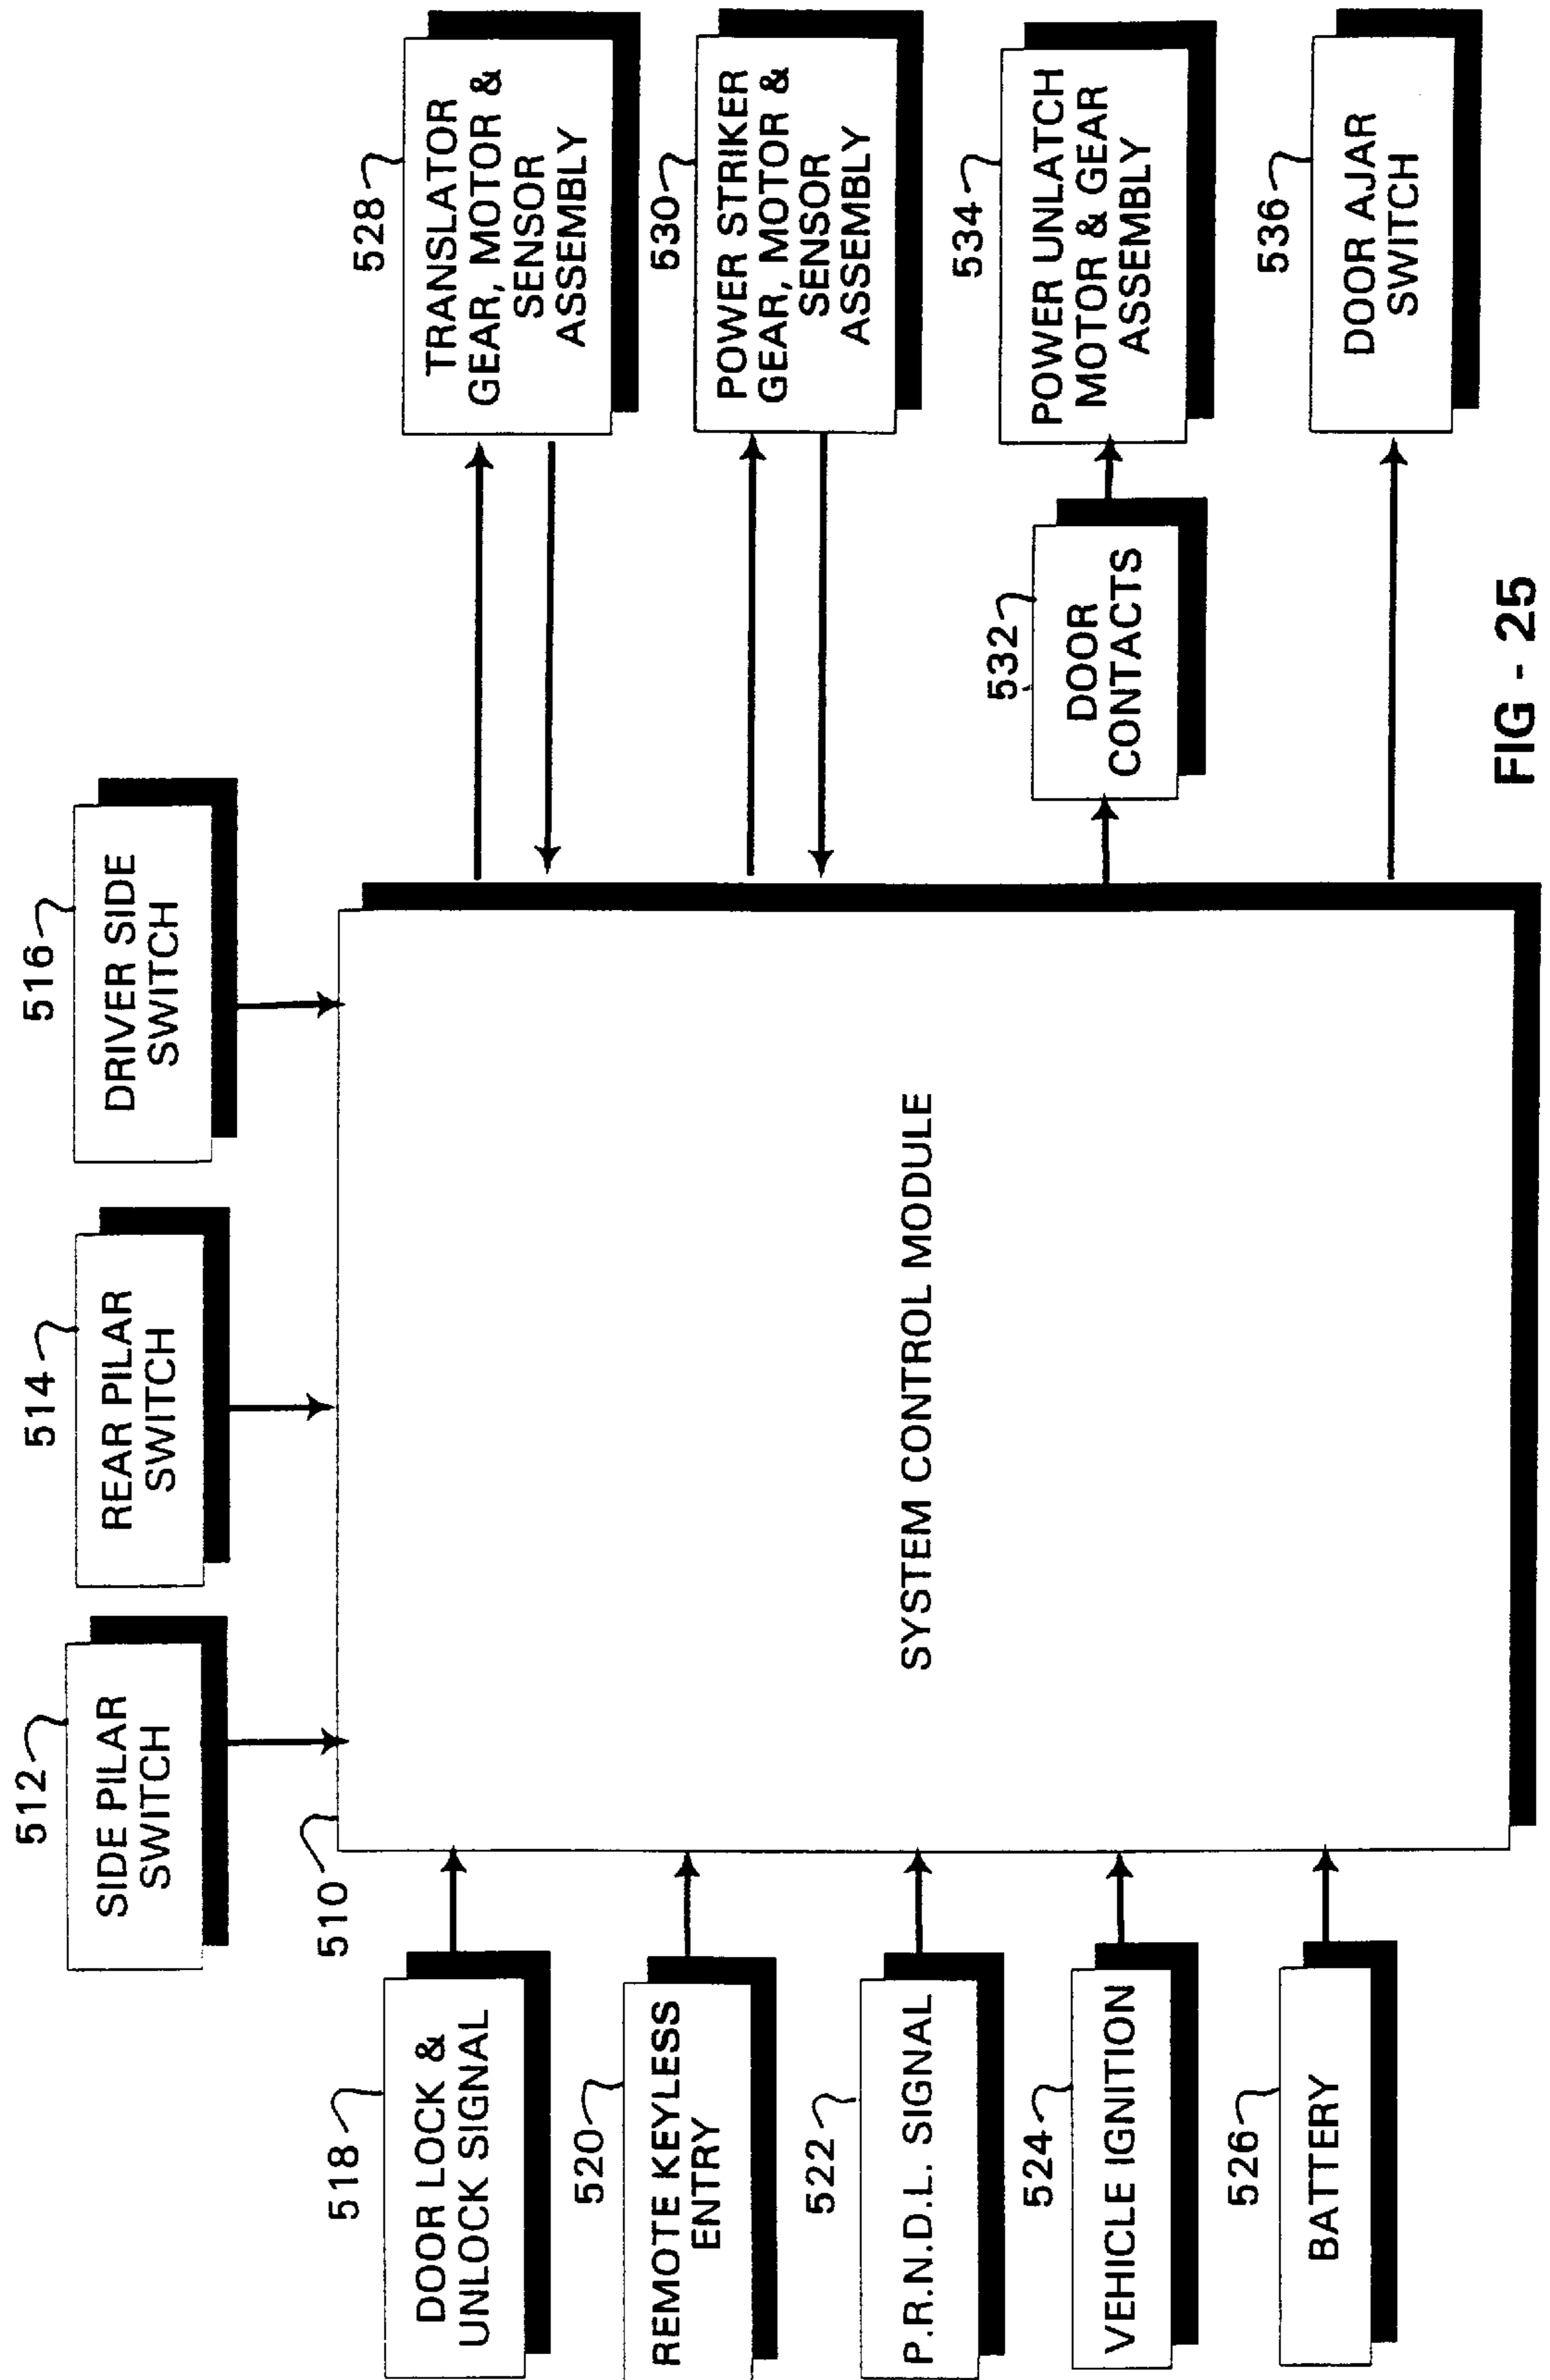 512
SIDE PILAR
SWITCH
514
REAR PILAR
SWITCH
516
DRIVER SIDE
SWITCH
510
SYSTEM CONTROL MODULE
518
DOOR LOCK &
UNLOCK SIGNAL
520
REMOTE KEYLESS
ENTRY
522
P.R.N.D.L. SIGNAL
524
VEHICLE IGNITION
526
BATTERY
528
TRANSLATOR
GEAR, MOTOR &
SENSOR
ASSEMBLY
530
POWER STRIKER
GEAR, MOTOR &
SENSOR
ASSEMBLY
532
DOOR
CONTACTS
534
POWER UNLATCH
MOTOR & GEAR
ASSEMBLY
536
DOOR AJAR
SWITCH
FIG - 25